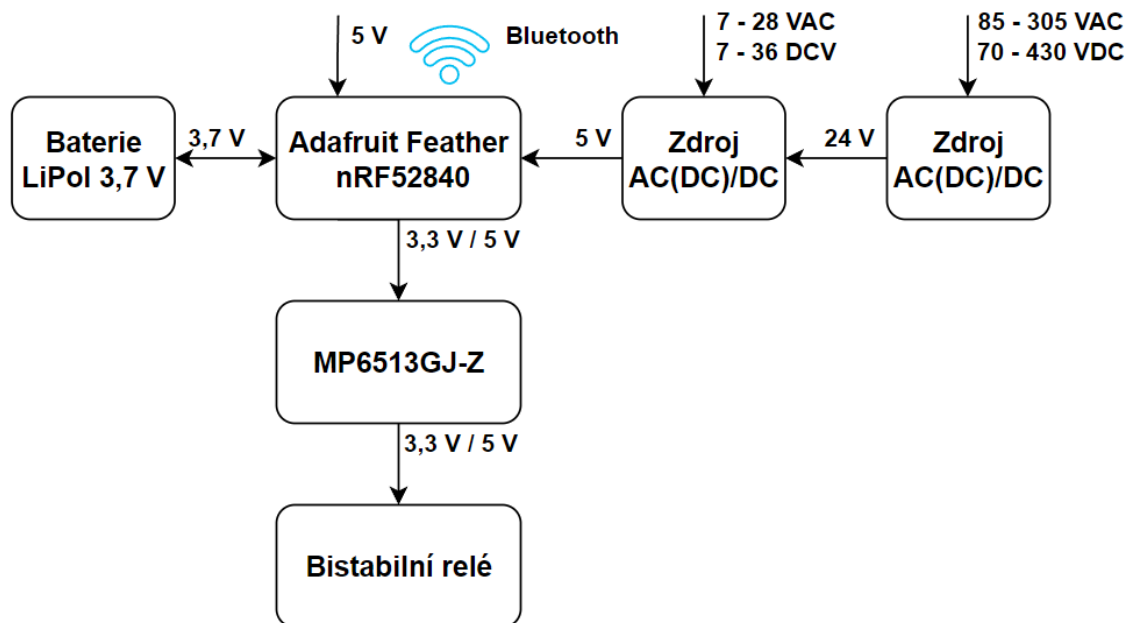 5 V
Bluetooth
7 - 28 VAC
7 - 36 DCV
85 - 305 VAC
70 - 430 VDC
Baterie
LiPol 3,7 V
3,7 V
Adafruit Feather
nRF52840
5 V
Zdroj
AC(DC)/DC
24 V
Zdroj
AC(DC)/DC
3,3 V / 5 V
MP6513GJ-Z
3,3 V / 5 V
Bistabilní relé